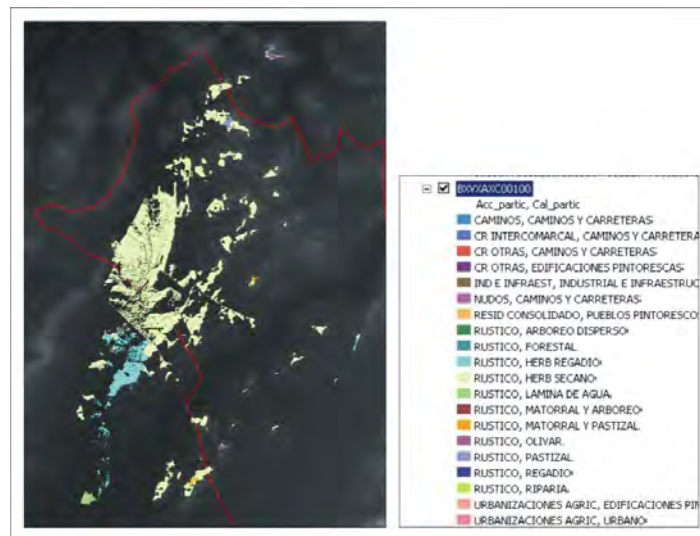 BXVXAXC00100
Acc_partic, Cal_partic
CAMINOS, CAMINOS Y CARRETERAS
CR INTERCOMARCAL, CAMINOS Y CARRETERA
CR OTRAS, CAMINOS Y CARRETERAS
CR OTRAS, EDIFICACIONES PINTORESCAS
IND E INFRAEST, INDUSTRIAL E INFRAESTRUC
NUDOS, CAMINOS Y CARRETERAS
RESID CONSOLIDADO, PUEBLOS PINTORESCO
RUSTICO, ARBOREO DISPERSO
RUSTICO, FORESTAL
RUSTICO, HERB REGADIO
RUSTICO, HERB SECANO
RUSTICO, LAMINA DE AGUA
RUSTICO, MATORRAL Y ARBOREO
RUSTICO, MATORRAL Y PASTIZAL
RUSTICO, OLIVAR
RUSTICO, PASTIZAL
RUSTICO, REGADIO
RUSTICO, RIPARIA
URBANIZACIONES AGRIC, EDIFICACIONES PIN
URBANIZACIONES AGRIC, URBANO